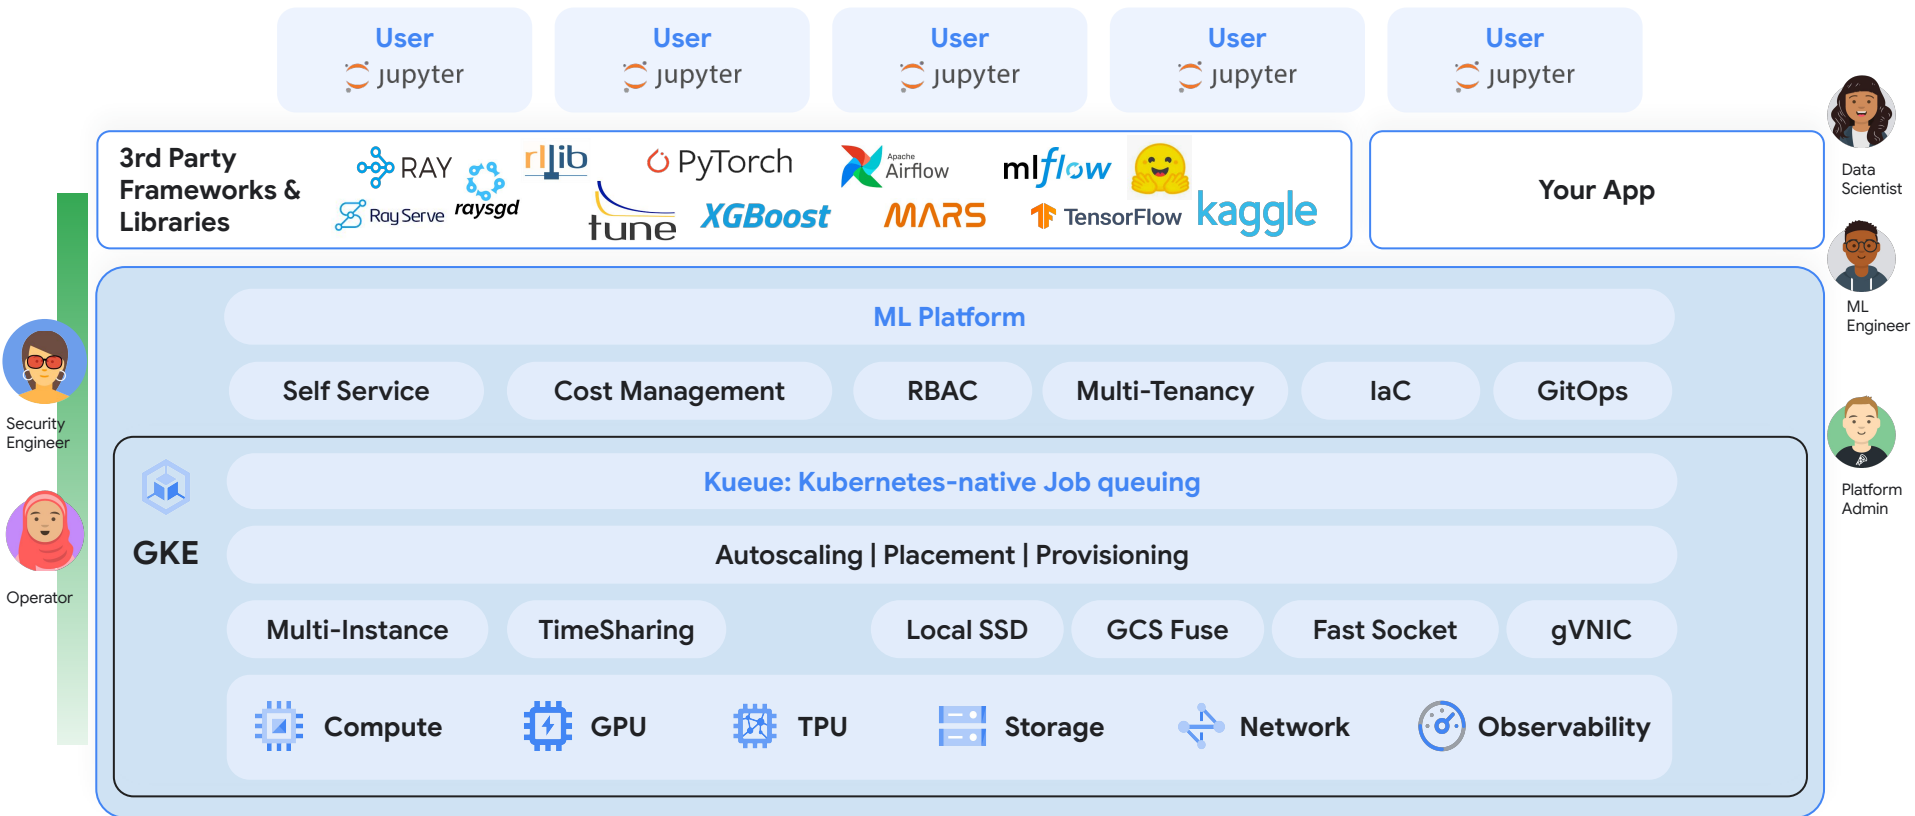 User
jupyter
User
jupyter
User
jupyter
User
jupyter
User
jupyter
3rd Party
Frameworks &
Libraries
RAY
Ray Serve
raysgd
rllib
tune
PyTorch
XGBoost
Apache
Airflow
MARS
mlflow
TensorFlow
kaggle
Your App
Data
Scientist
ML
Engineer
Platform
Admin
Security
Engineer
Operator
ML Platform
Self Service
Cost Management
RBAC
Multi-Tenancy
IaC
GitOps
GKE
Kueue: Kubernetes-native Job queuing
Autoscaling | Placement | Provisioning
Multi-Instance
TimeSharing
Local SSD
GCS Fuse
Fast Socket
gVNIC
Compute
GPU
TPU
Storage
Network
Observability